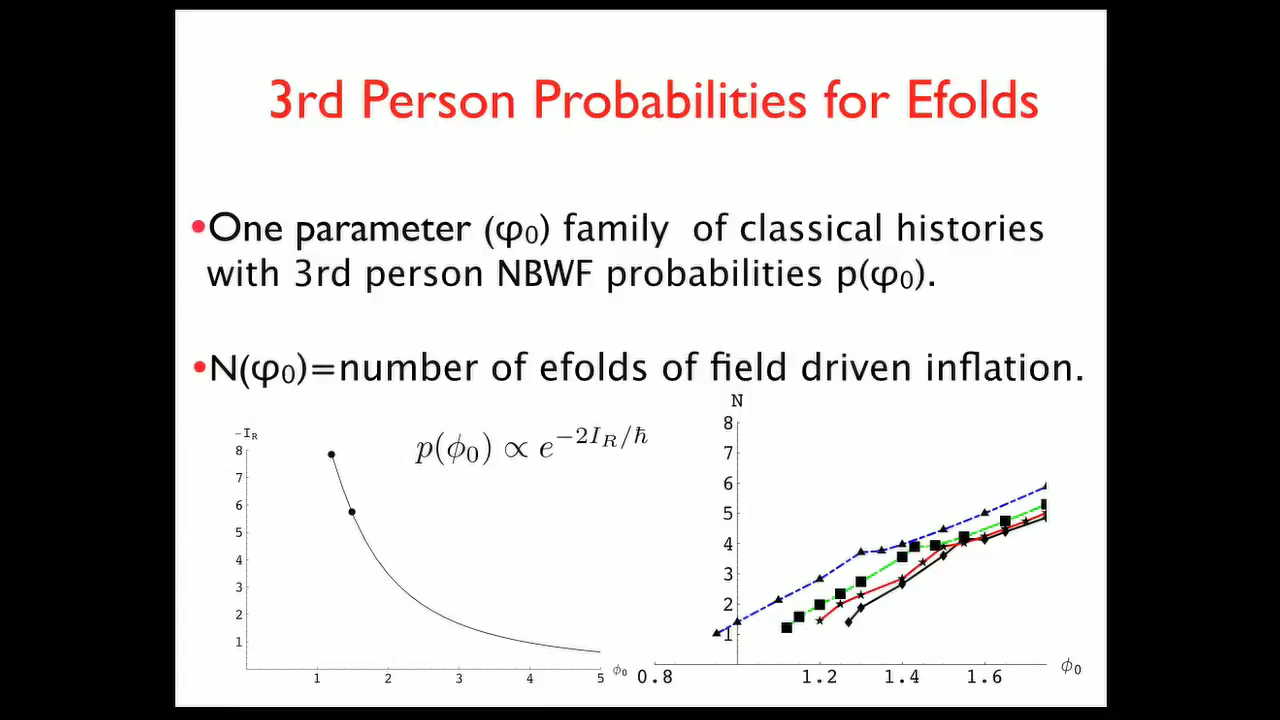 3rd Person Probabilities for Efolds
•One parameter (φ₀) family of classical histories
with 3rd person NBWF probabilities p(φ₀).
•N(φ₀)=number of efolds of field driven inflation.
p(ϕ₀) ∝ e^{−2I_R/ħ}
-I_R
8
7
6
5
4
3
2
1
1 2 3 4 5 ϕ₀
N
8
7
6
5
4
3
2
1
0.8 1.2 1.4 1.6 ϕ₀